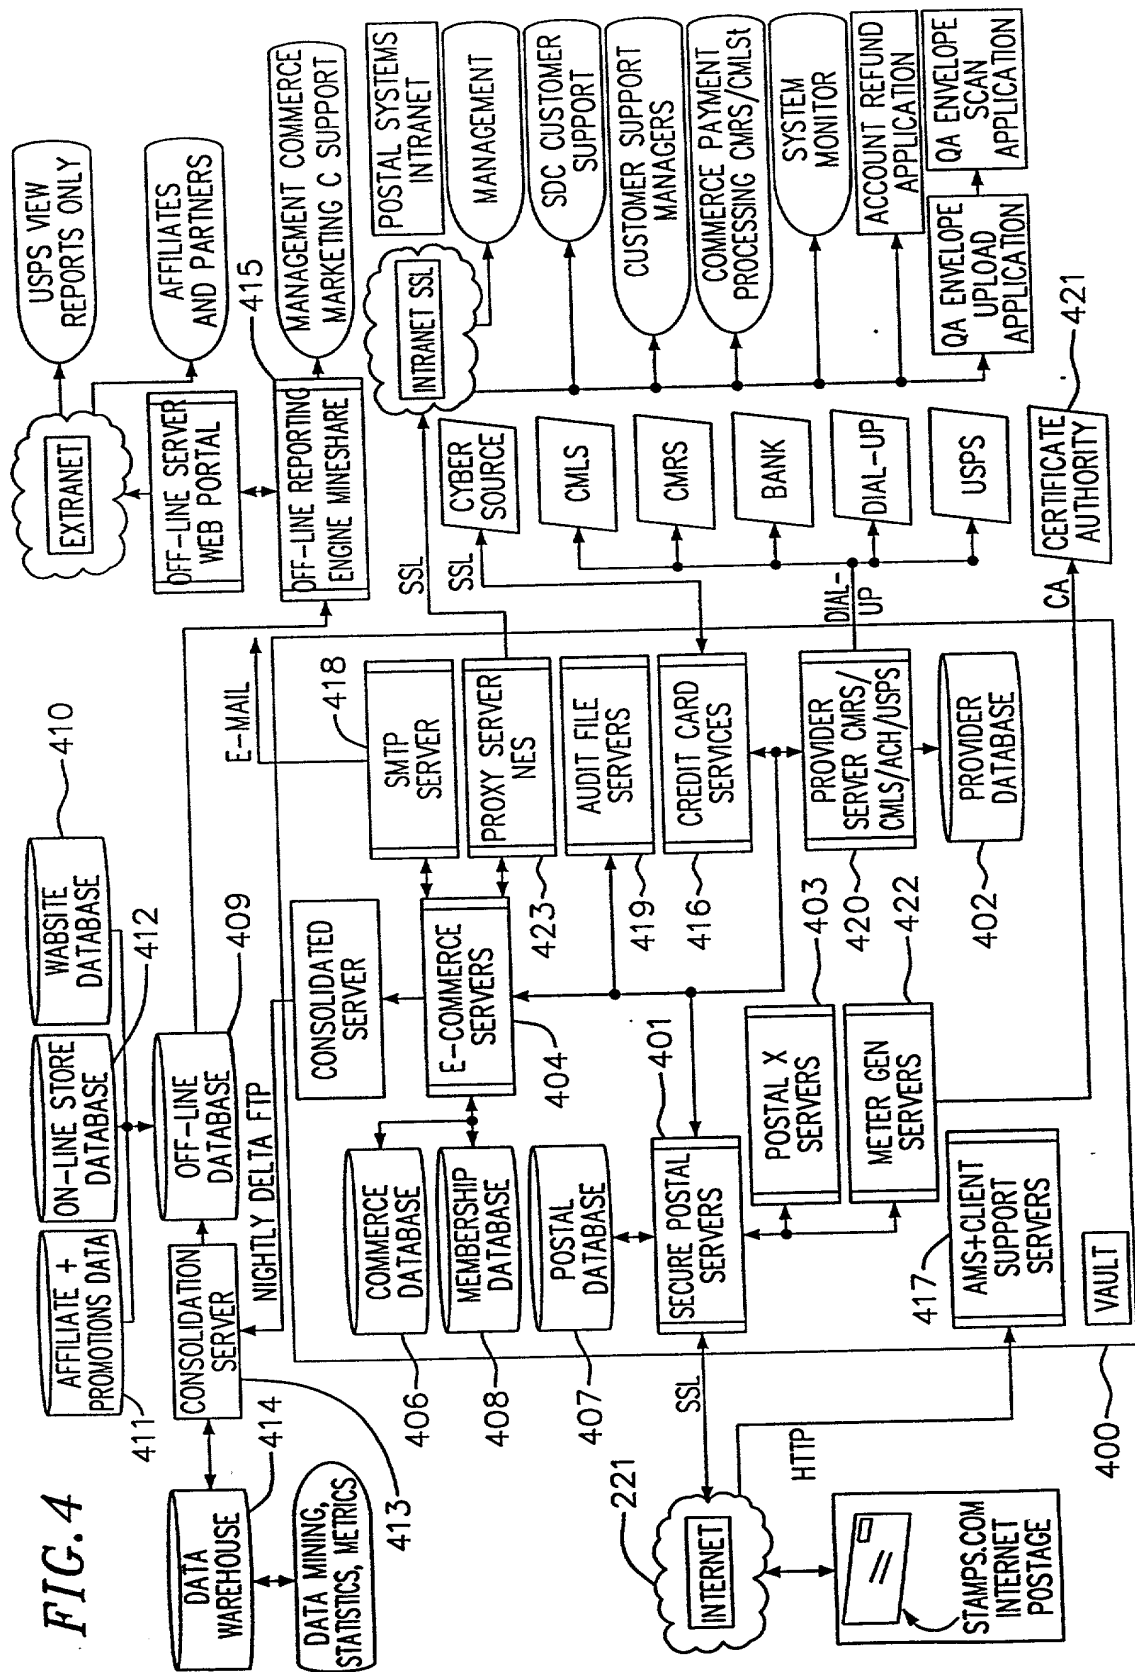 FIG. 4
AFFILIATE +
PROMOTIONS DATA
411
ON-LINE STORE
DATABASE
412
WABSITE
DATABASE
410
DATA
WAREHOUSE
414
CONSOLIDATION
SERVER
413
OFF-LINE
DATABASE
409
DATA MINING,
STATISTICS, METRICS
NIGHTLY DELTA FTP
E-MAIL
EXTRANET
USPS VIEW
REPORTS ONLY
AFFILIATES
AND PARTNERS
OFF-LINE SERVER
WEB PORTAL
OFF-LINE REPORTING
ENGINE MINESHARE
415
MANAGEMENT COMMERCE
MARKETING C SUPPORT
CONSOLIDATED
SERVER
SMTP
SERVER
418
COMMERCE
DATABASE
406
MEMBERSHIP
DATABASE
408
E-COMMERCE
SERVERS
404
PROXY SERVER
NES
423
SSL
INTRANET SSL
POSTAL SYSTEMS
INTRANET
MANAGEMENT
SDC CUSTOMER
SUPPORT
CUSTOMER SUPPORT
MANAGERS
COMMERCE PAYMENT
PROCESSING CMRS/CMLSt
SYSTEM
MONITOR
ACCOUNT REFUND
APPLICATION
QA ENVELOPE
UPLOAD
APPLICATION
QA ENVELOPE
SCAN
APPLICATION
POSTAL
DATABASE
407
AUDIT FILE
SERVERS
419
SSL
CYBER
SOURCE
CMLS
CMRS
BANK
DIAL-UP
USPS
SECURE POSTAL
SERVERS
401
CREDIT CARD
SERVICES
416
POSTAL X
SERVERS
403
PROVIDER
SERVER CMRS/
CMLS/ACH/USPS
420
DIAL-
UP
METER GEN
SERVERS
422
PROVIDER
DATABASE
402
CA
CERTIFICATE
AUTHORITY
421
SSL
INTERNET
221
HTTP
AMS+CLIENT
SUPPORT
SERVERS
417
VAULT
400
STAMPS.COM
INTERNET
POSTAGE